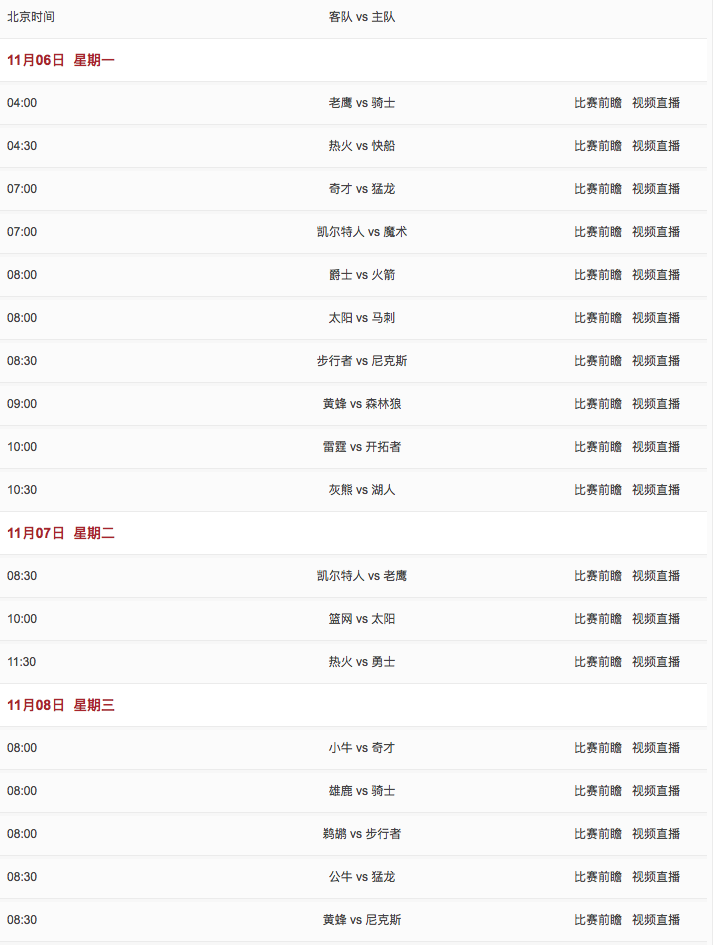 北京时间 客队 vs 主队
11月06日 星期一
04:00 老鹰 vs 骑士 比赛前瞻 视频直播
04:30 热火 vs 快船 比赛前瞻 视频直播
07:00 奇才 vs 猛龙 比赛前瞻 视频直播
07:00 凯尔特人 vs 魔术 比赛前瞻 视频直播
08:00 爵士 vs 火箭 比赛前瞻 视频直播
08:00 太阳 vs 马刺 比赛前瞻 视频直播
08:30 步行者 vs 尼克斯 比赛前瞻 视频直播
09:00 黄蜂 vs 森林狼 比赛前瞻 视频直播
10:00 雷霆 vs 开拓者 比赛前瞻 视频直播
10:30 灰熊 vs 湖人 比赛前瞻 视频直播
11月07日 星期二
08:30 凯尔特人 vs 老鹰 比赛前瞻 视频直播
10:00 篮网 vs 太阳 比赛前瞻 视频直播
11:30 热火 vs 勇士 比赛前瞻 视频直播
11月08日 星期三
08:00 小牛 vs 奇才 比赛前瞻 视频直播
08:00 雄鹿 vs 骑士 比赛前瞻 视频直播
08:00 鹈鹕 vs 步行者 比赛前瞻 视频直播
08:30 公牛 vs 猛龙 比赛前瞻 视频直播
08:30 黄蜂 vs 尼克斯 比赛前瞻 视频直播